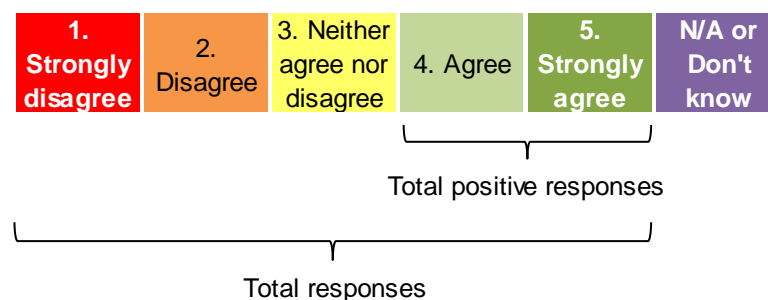 1.
Strongly
disagree
2.
Disagree
3. Neither
agree nor
disagree
4. Agree
5.
Strongly
agree
N/A or
Don't
know
Total positive responses
Total responses